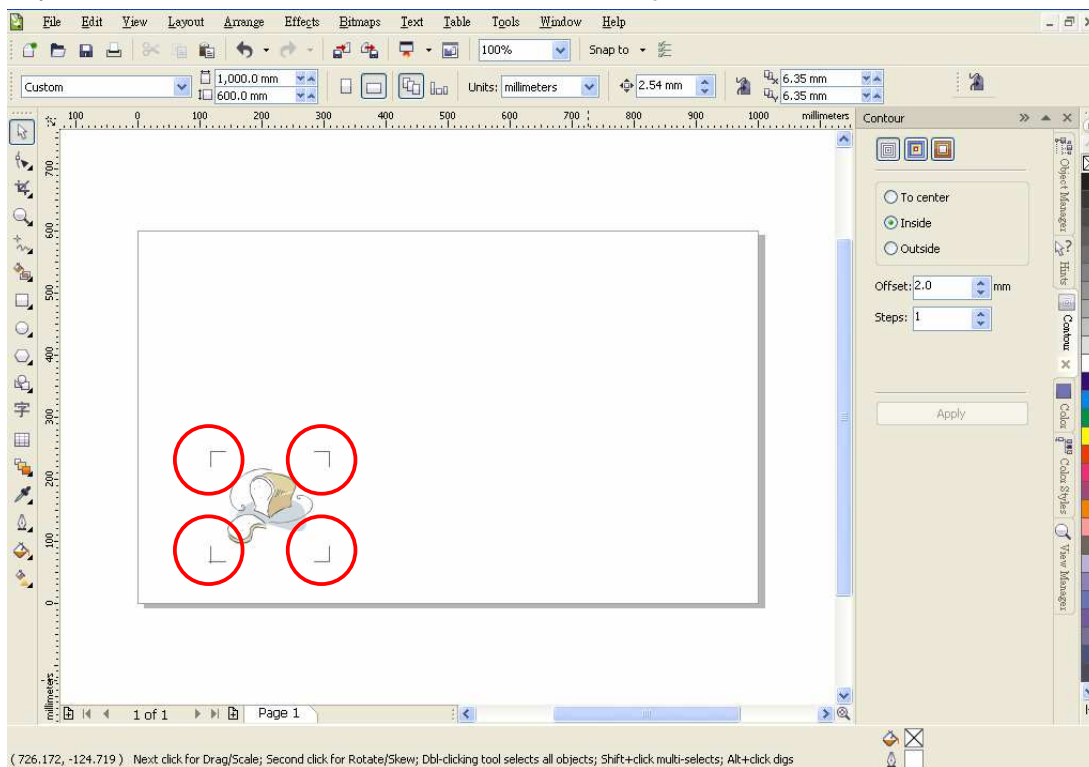 File Edit View Layout Arrange Effects Bitmaps Text Table Tools Window Help
100% Snap to
Custom 1,000.0 mm 600.0 mm Units: millimeters 2.54 mm 6.35 mm 6.35 mm
100 0 100 200 300 400 500 600 700 800 900 1000 millimeters
700
600
500
400
300
200
100
0
millimeters
字
Contour
To center
Inside
Outside
Offset: 2.0 mm
Steps: 1
Apply
Object Manager
Hints
Contour
Color
Color Styles
View Manager
1 of 1 Page 1
( 726.172, -124.719 ) Next click for Drag/Scale; Second click for Rotate/Skew; Dbl-clicking tool selects all objects; Shift+click multi-selects; Alt+click digs